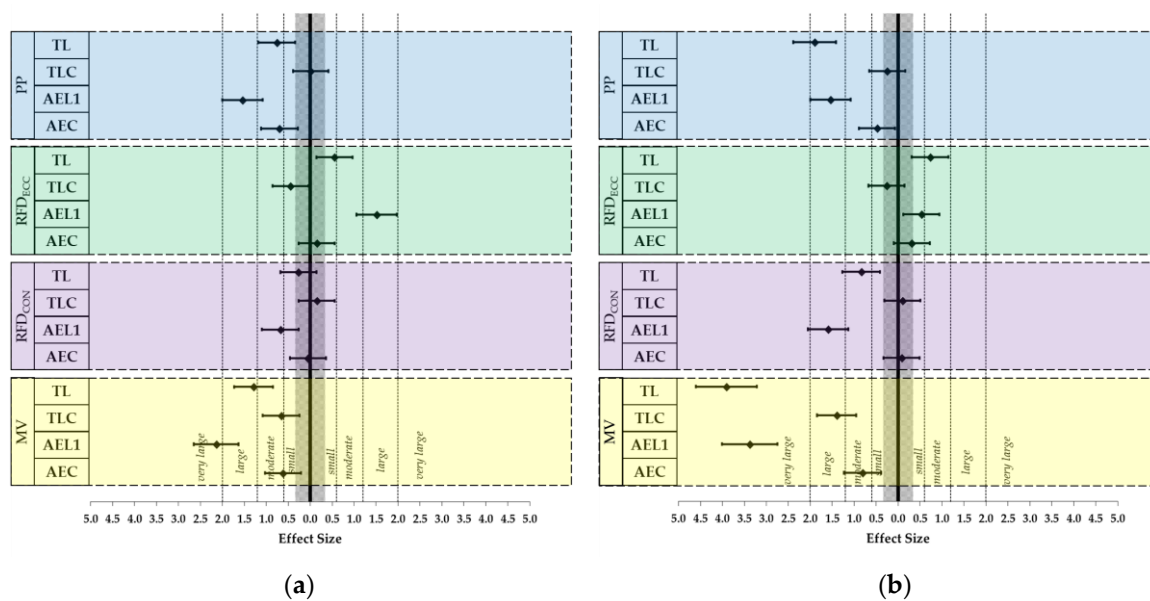 PP
TL
TLC
AEL1
AEC
RFDECC
TL
TLC
AEL1
AEC
RFDCON
TL
TLC
AEL1
AEC
MV
TL
TLC
AEL1
AEC
very large
large
moderate
small
small
moderate
large
very large
5.0 4.5 4.0 3.5 3.0 2.5 2.0 1.5 1.0 0.5 0.0 0.5 1.0 1.5 2.0 2.5 3.0 3.5 4.0 4.5 5.0
Effect Size
(a)
PP
TL
TLC
AEL1
AEC
RFDECC
TL
TLC
AEL1
AEC
RFDCON
TL
TLC
AEL1
AEC
MV
TL
TLC
AEL1
AEC
very large
large
moderate
small
small
moderate
large
very large
5.0 4.5 4.0 3.5 3.0 2.5 2.0 1.5 1.0 0.5 0.0 0.5 1.0 1.5 2.0 2.5 3.0 3.5 4.0 4.5 5.0
Effect Size
(b)